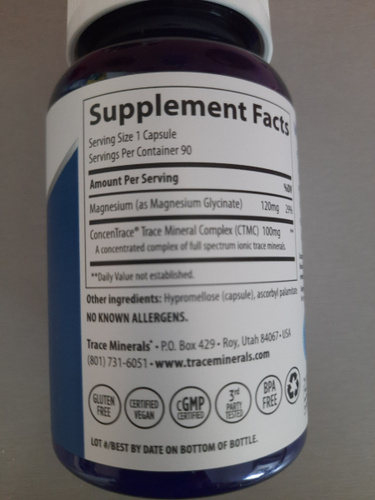 Supplement Facts
Serving Size 1 Capsule
Servings Per Container 90
Amount Per Serving %DV
Magnesium (as Magnesium Glycinate) 120mg 29%
ConcenTrace® Trace Mineral Complex (CTMC) 100mg **
A concentrated complex of full spectrum ionic trace minerals.
**Daily Value not established.
Other ingredients: Hypromellose (capsule), ascorbyl palmitate.
NO KNOWN ALLERGENS.
Trace Minerals® • P.O. Box 429 • Roy, Utah 84067 • USA
(801) 731-6051 • www.traceminerals.com
GLUTEN FREE
CERTIFIED VEGAN
CGMP CERTIFIED
3rd PARTY TESTED
BPA FREE
LOT #/BEST BY DATE ON BOTTOM OF BOTTLE.